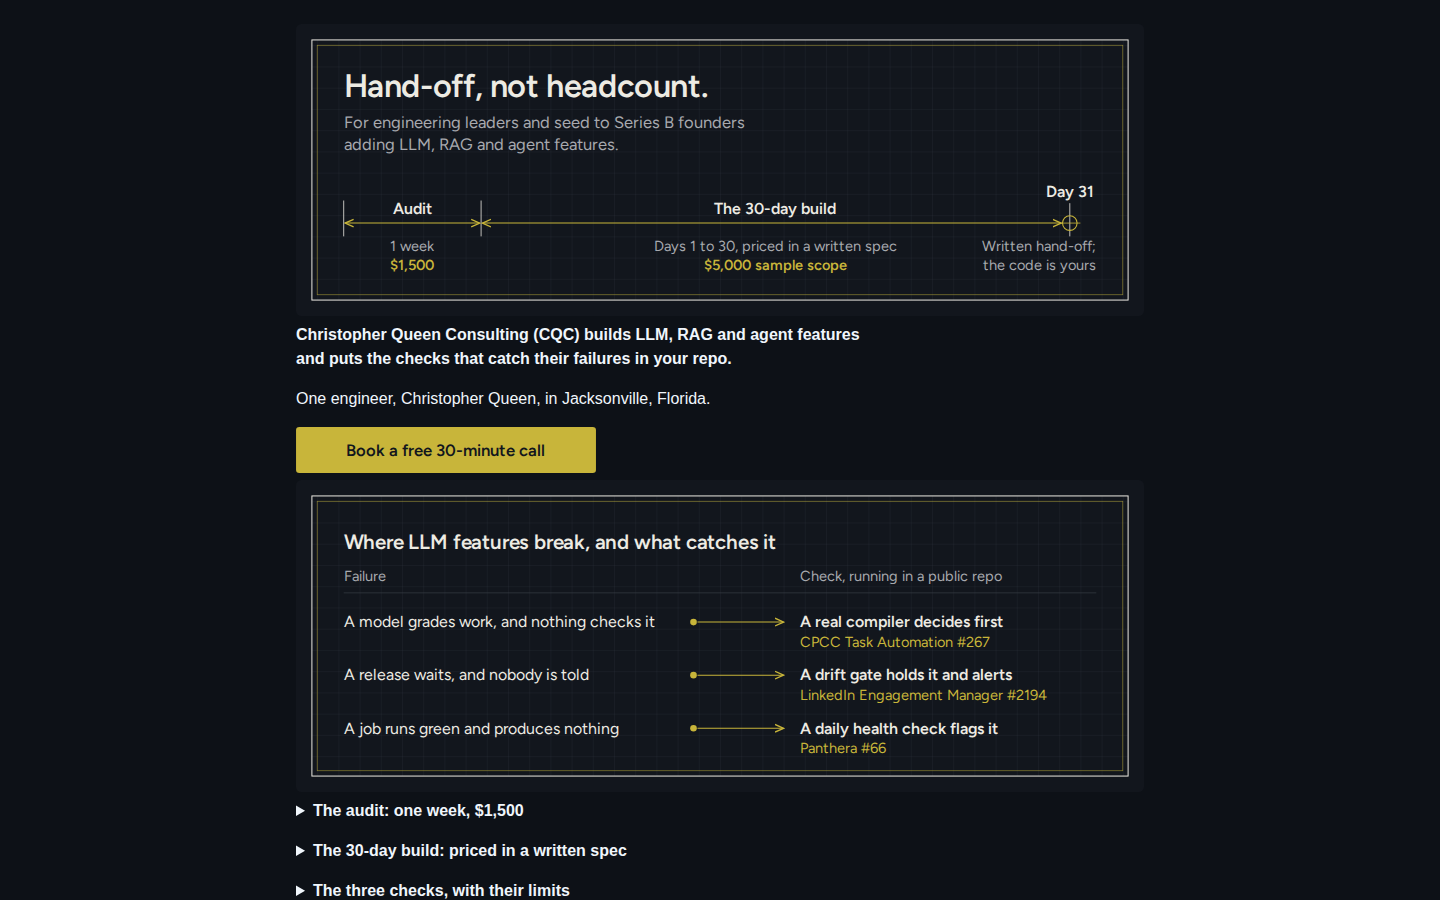 Hand-off, not headcount.
For engineering leaders and seed to Series B founders
adding LLM, RAG and agent features.
Day 31
Audit
The 30-day build
1 week
Days 1 to 30, priced in a written spec
Written hand-off;
$1,500
$5,000 sample scope
the code is yours
Christopher Queen Consulting (CQC) builds LLM, RAG and agent features
and puts the checks that catch their failures in your repo.
One engineer, Christopher Queen, in Jacksonville, Florida.
Book a free 30-minute call
Where LLM features break, and what catches it
Failure
Check, running in a public repo
A model grades work, and nothing checks it
A real compiler decides first
CPCC Task Automation #267
A release waits, and nobody is told
A drift gate holds it and alerts
LinkedIn Engagement Manager #2194
A job runs green and produces nothing
A daily health check flags it
Panthera #66
The audit: one week, $1,500
The 30-day build: priced in a written spec
The three checks, with their limits